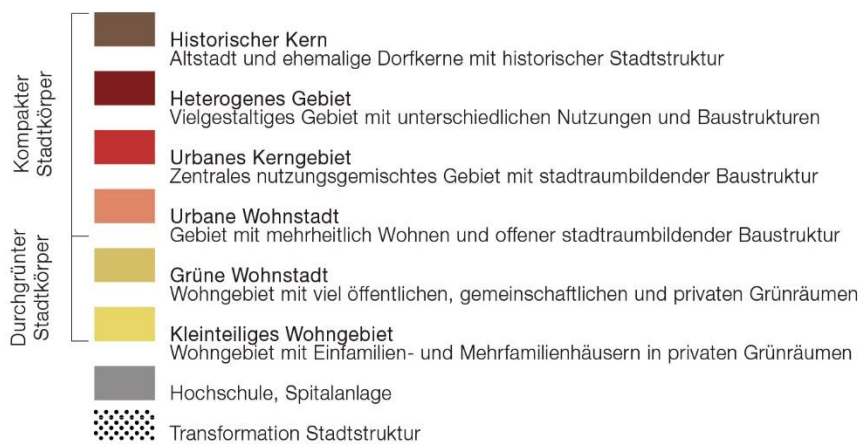 Kompakter
Stadtkörper
Historischer Kern
Altstadt und ehemalige Dorfkerne mit historischer Stadtstruktur
Heterogenes Gebiet
Vielgestaltiges Gebiet mit unterschiedlichen Nutzungen und Baustrukturen
Urbanes Kerngebiet
Zentrales nutzungsgemischtes Gebiet mit stadtraumbildender Baustruktur
Urbane Wohnstadt
Gebiet mit mehrheitlich Wohnen und offener stadtraumbildender Baustruktur
Durchgrünter
Stadtkörper
Grüne Wohnstadt
Wohngebiet mit viel öffentlichen, gemeinschaftlichen und privaten Grünräumen
Kleinteiliges Wohngebiet
Wohngebiet mit Einfamilien- und Mehrfamilienhäusern in privaten Grünräumen
Hochschule, Spitalanlage
Transformation Stadtstruktur